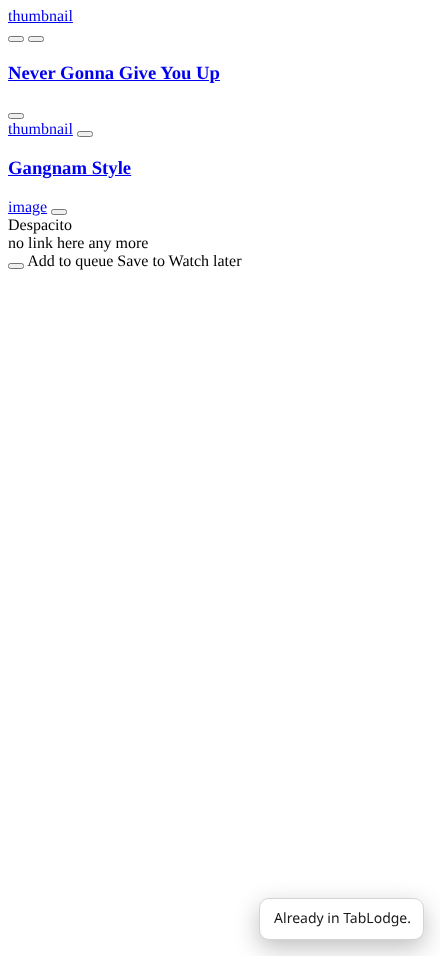 thumbnail
Never Gonna Give You Up
thumbnail
Gangnam Style
image
Despacito
no link here any more
Add to queue Save to Watch later
Already in TabLodge.